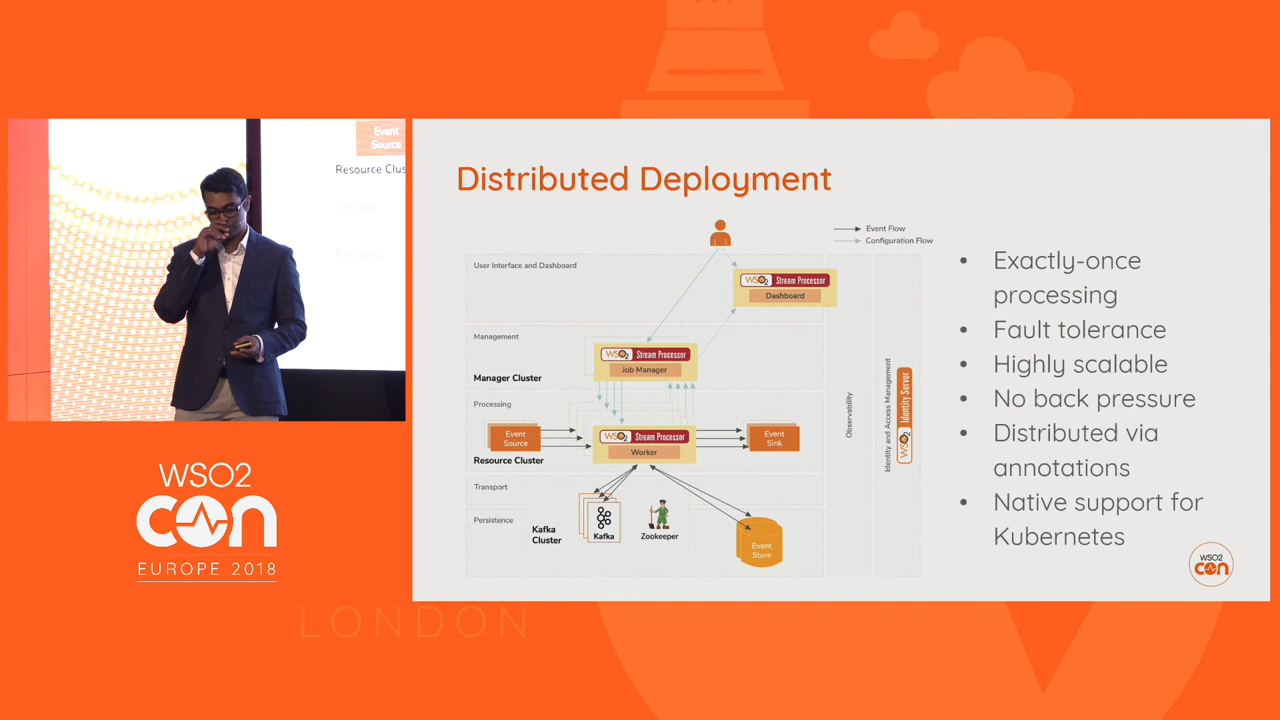 Event
Source
Resource Clus
WSO2
CON
EUROPE 2018
LONDON
Distributed Deployment
Event Flow
Configuration Flow
User Interface and Dashboard
WSO2 Stream Processor
Dashboard
Management
WSO2 Stream Processor
Job Manager
Manager Cluster
Processing
Event
Source
WSO2 Stream Processor
Worker
Event
Sink
Resource Cluster
Transport
Persistence
Kafka
Cluster
Kafka
Zookeeper
Event
Store
Observability
Identity and Access Management
WSO2 Identity Server
• Exactly-once
processing
• Fault tolerance
• Highly scalable
• No back pressure
• Distributed via
annotations
• Native support for
Kubernetes
WSO2
CON